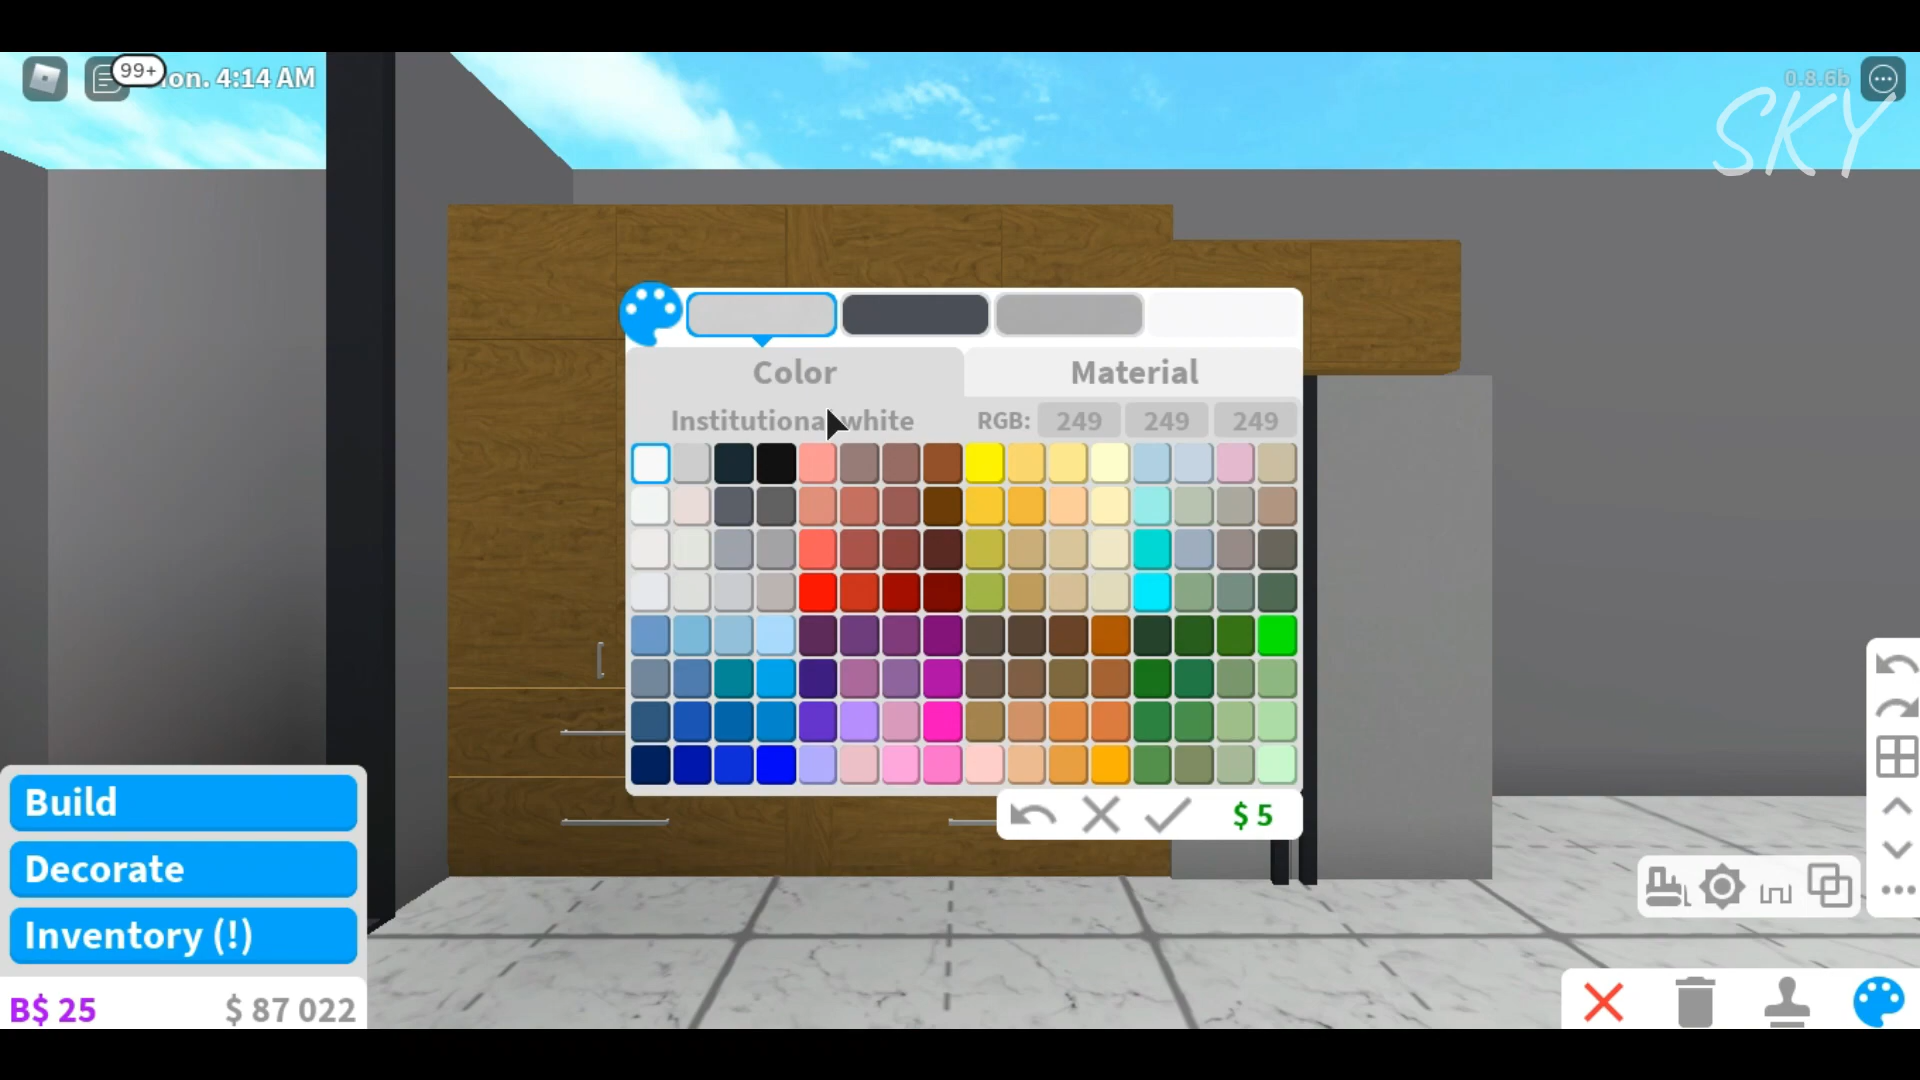 99+
on. 4:14 AM
0.8.6b
SKY
Color
Material
Institutional white
RGB: 249 249 249
$ 5
Build
Decorate
Inventory (!)
B$ 25
$ 87 022